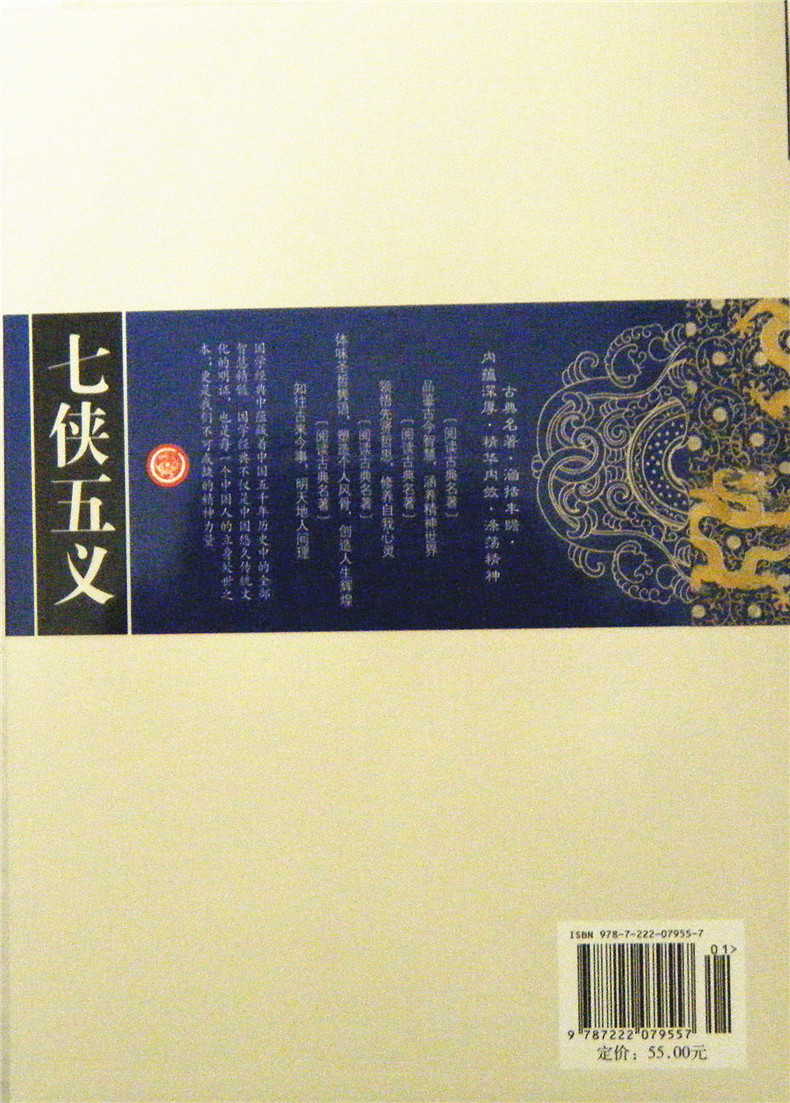 七侠五义
古典名著·涵括丰赡·
内蕴深厚·精华内敛·涤荡精神
［阅读古典名著］
品鉴古今智慧，涵养精神世界
［阅读古典名著］
领悟先贤哲思，修养自我心灵
［阅读古典名著］
体味圣哲隽语，塑造个人风骨，创造人生辉煌
［阅读古典名著］
知往古来今事，明天地人间理
国学经典中蕴藏着中国五千年历史中的全部
智慧精髓，国学经典不仅是中国悠久传统文
化的明证，也是每一个中国人的立身处世之
本，更是我们不可或缺的精神力量
ISBN 978-7-222-07955-7
01>
9 787222 079557
定价：55.00元